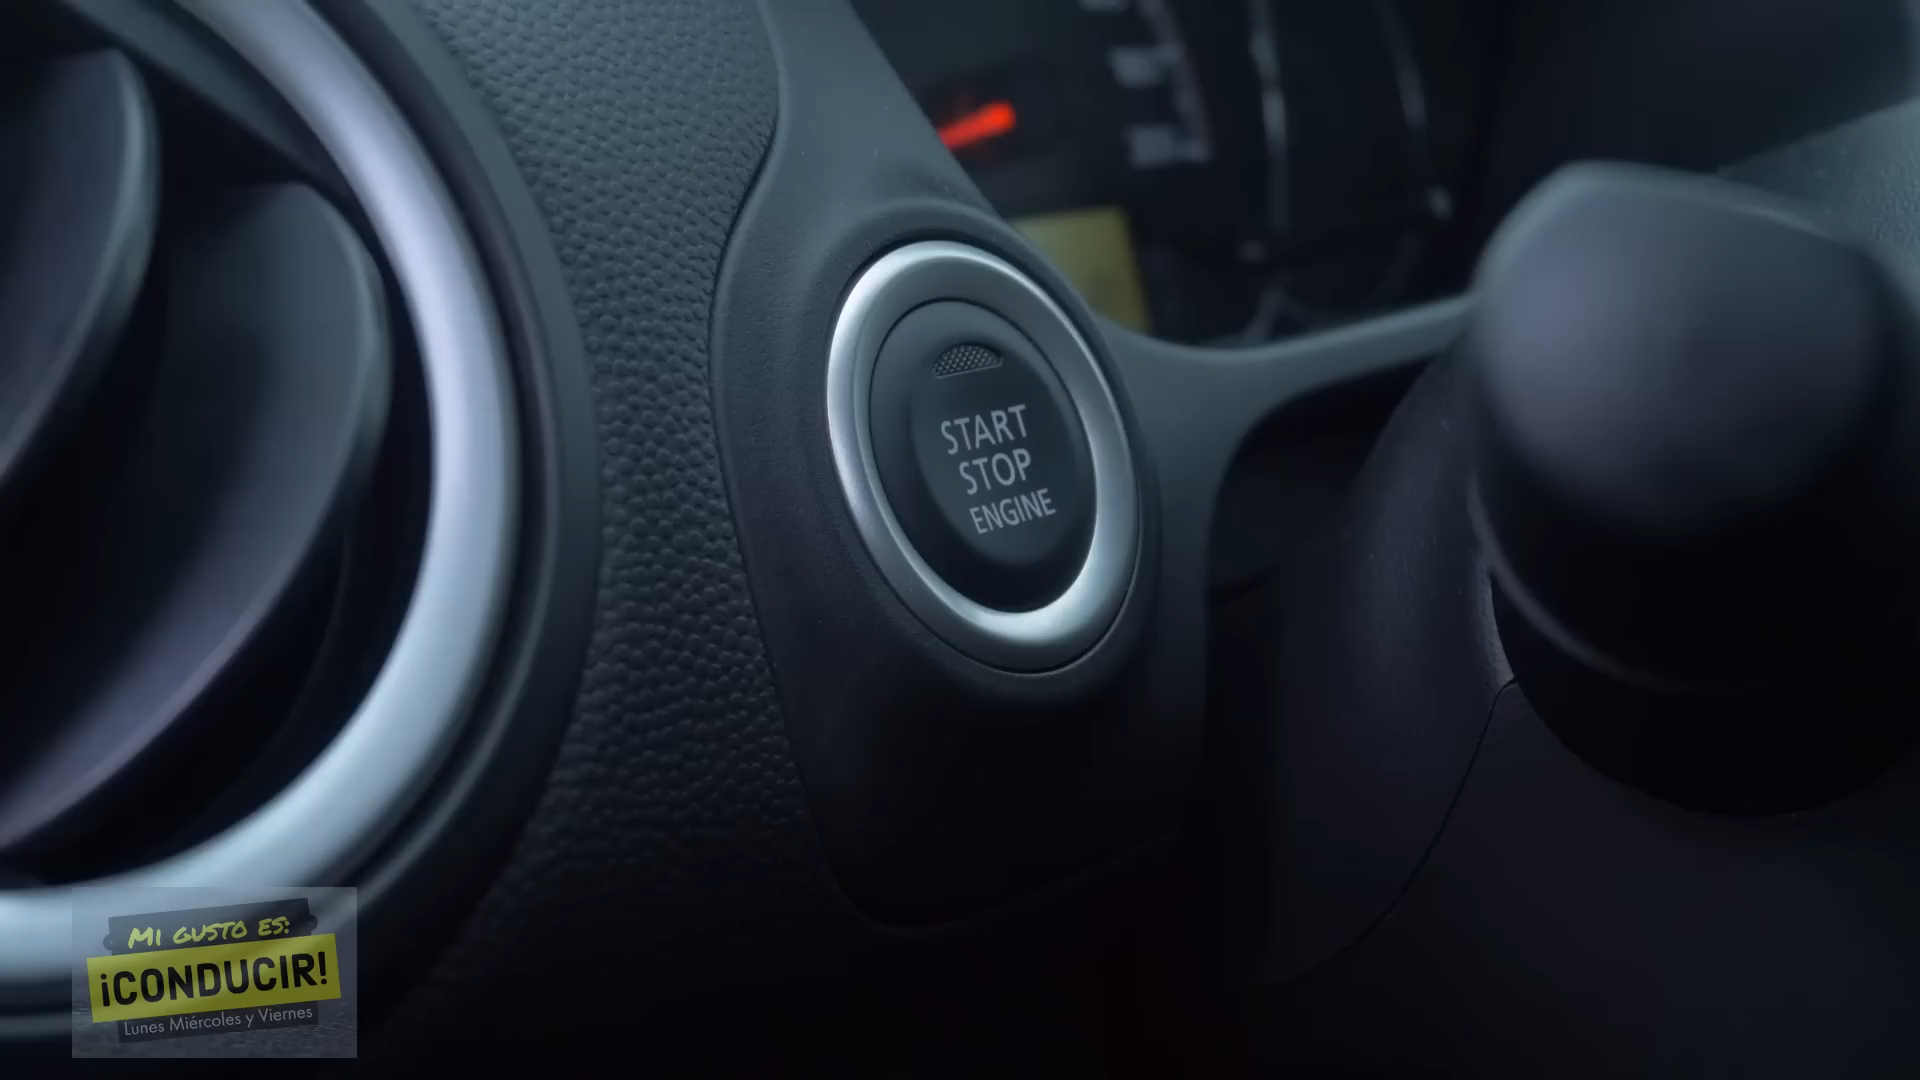 START
STOP
ENGINE
MI GUSTO ES:
¡CONDUCIR!
Lunes Miércoles y Viernes